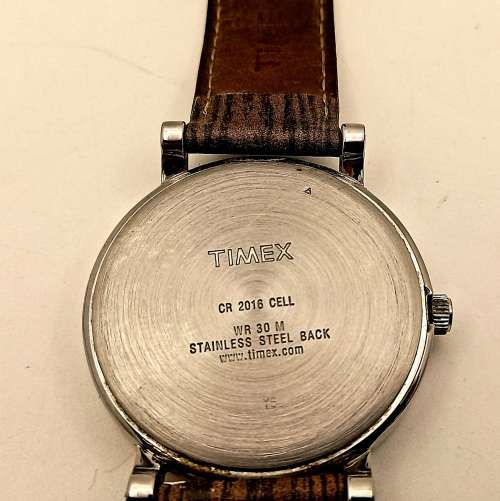 TIMEX
CR 2016 CELL
WR 30 M
STAINLESS STEEL BACK
www.timex.com